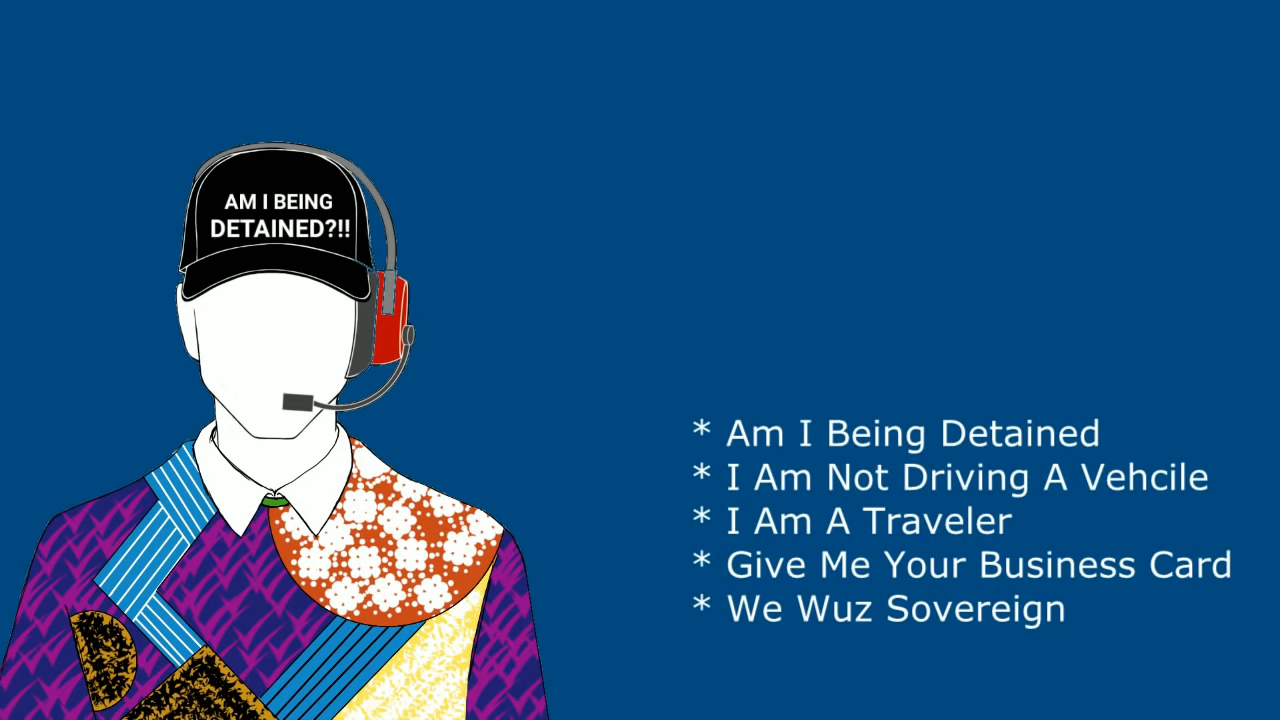 AM I BEING
DETAINED?!!
* Am I Being Detained
* I Am Not Driving A Vehcile
* I Am A Traveler
* Give Me Your Business Card
* We Wuz Sovereign